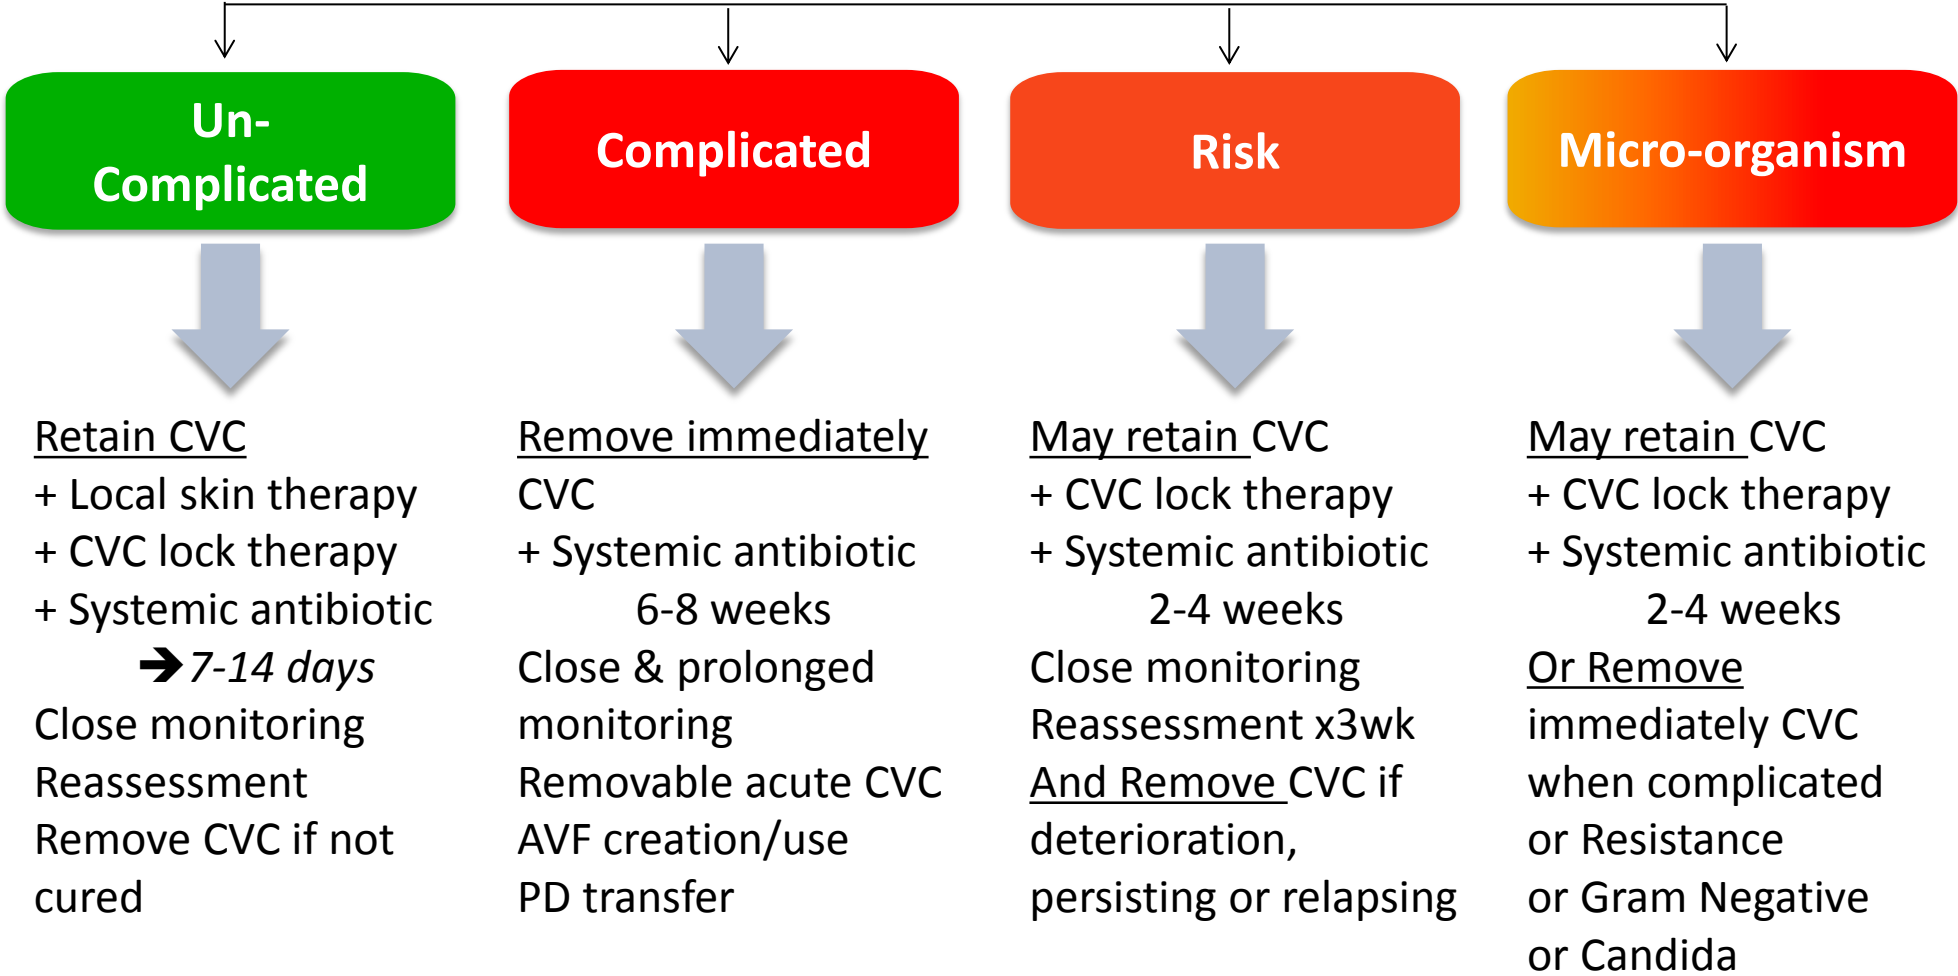 Un-
Complicated
Retain CVC
+ Local skin therapy
+ CVC lock therapy
+ Systemic antibiotic
➔7-14 days
Close monitoring
Reassessment
Remove CVC if not
cured
Complicated
Remove immediately
CVC
+ Systemic antibiotic
6-8 weeks
Close & prolonged
monitoring
Removable acute CVC
AVF creation/use
PD transfer
Risk
May retain CVC
+ CVC lock therapy
+ Systemic antibiotic
2-4 weeks
Close monitoring
Reassessment x3wk
And Remove CVC if
deterioration,
persisting or relapsing
Micro-organism
May retain CVC
+ CVC lock therapy
+ Systemic antibiotic
2-4 weeks
Or Remove
immediately CVC
when complicated
or Resistance
or Gram Negative
or Candida